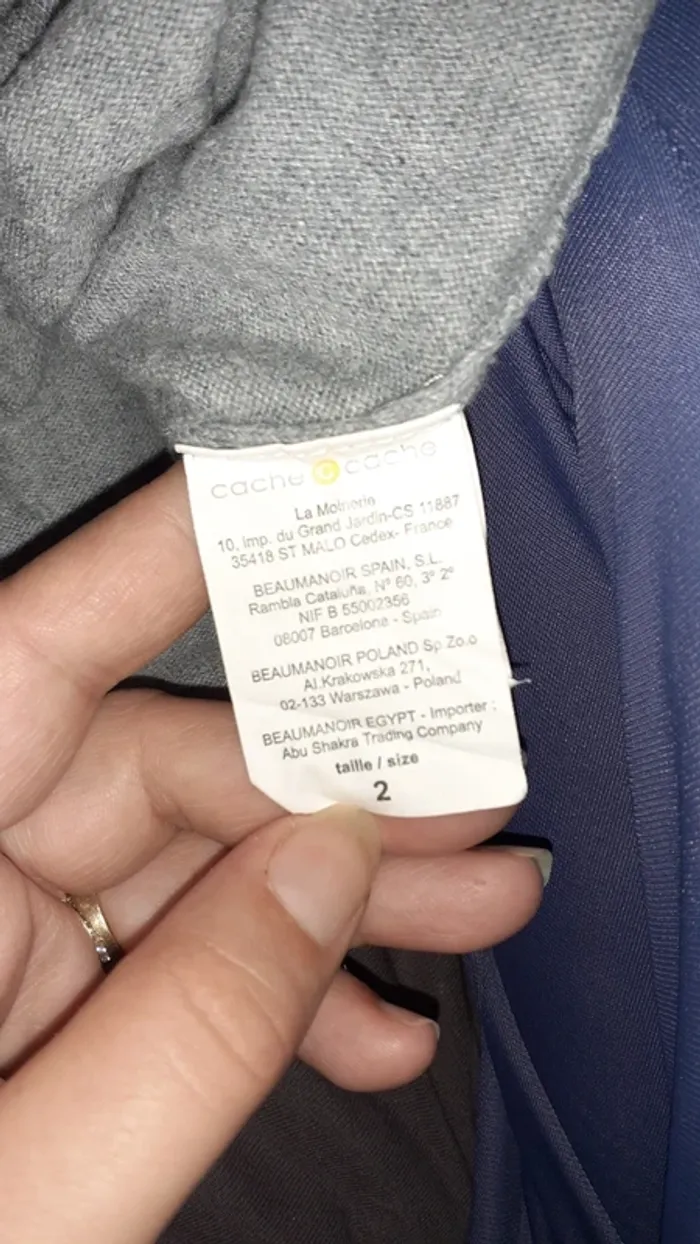 cache c cache
La Moinerie
10, imp. du Grand Jardin-CS 11887
35418 ST MALO Cedex- France
BEAUMANOIR SPAIN, S.L.
Rambla Cataluña, Nº 60, 3º 2º
NIF B 55002356
08007 Barcelone - Spain
BEAUMANOIR POLAND Sp Zo.o
Al.Krakowska 271,
02-133 Warszawa - Poland
BEAUMANOIR EGYPT - Importer :
Abu Shakra Trading Company
taille / size
2